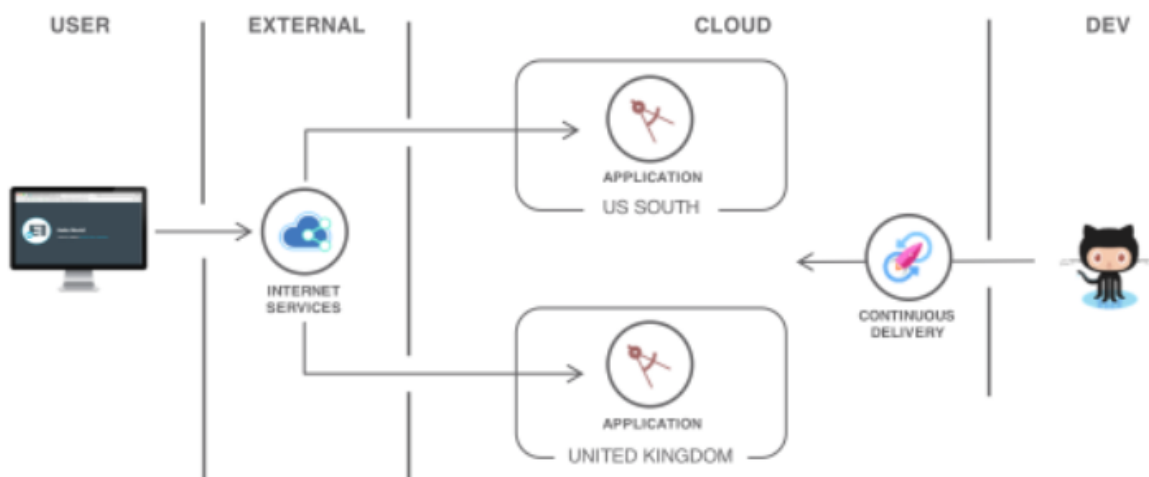 USER
EXTERNAL
CLOUD
DEV
APPLICATION
US SOUTH
INTERNET
SERVICES
CONTINUOUS
DELIVERY
APPLICATION
UNITED KINGDOM